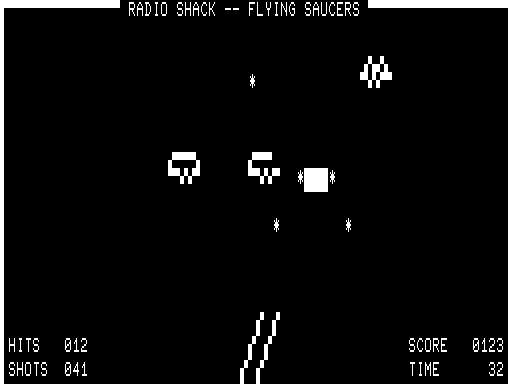 RADIO SHACK -- FLYING SAUCERS
HITS 012
SHOTS 041
SCORE 0123
TIME 32